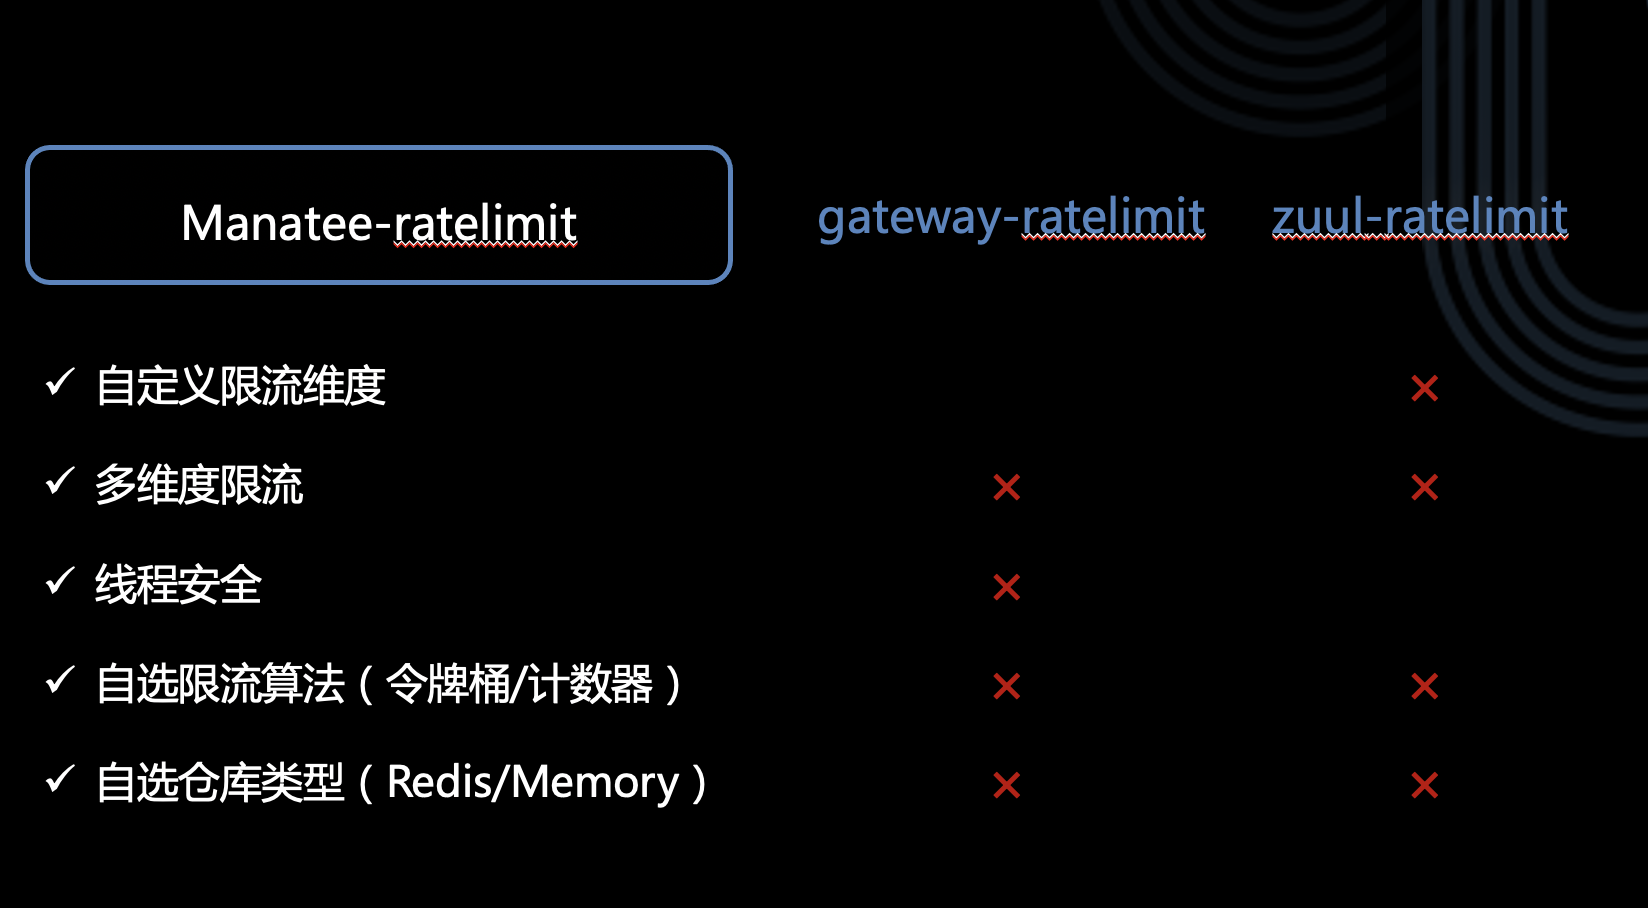 Manatee-ratelimit gateway-ratelimit zuul-ratelimit
✓ 自定义限流维度 ×
✓ 多维度限流 × ×
✓ 线程安全 ×
✓ 自选限流算法（令牌桶/计数器） × ×
✓ 自选仓库类型（Redis/Memory） × ×